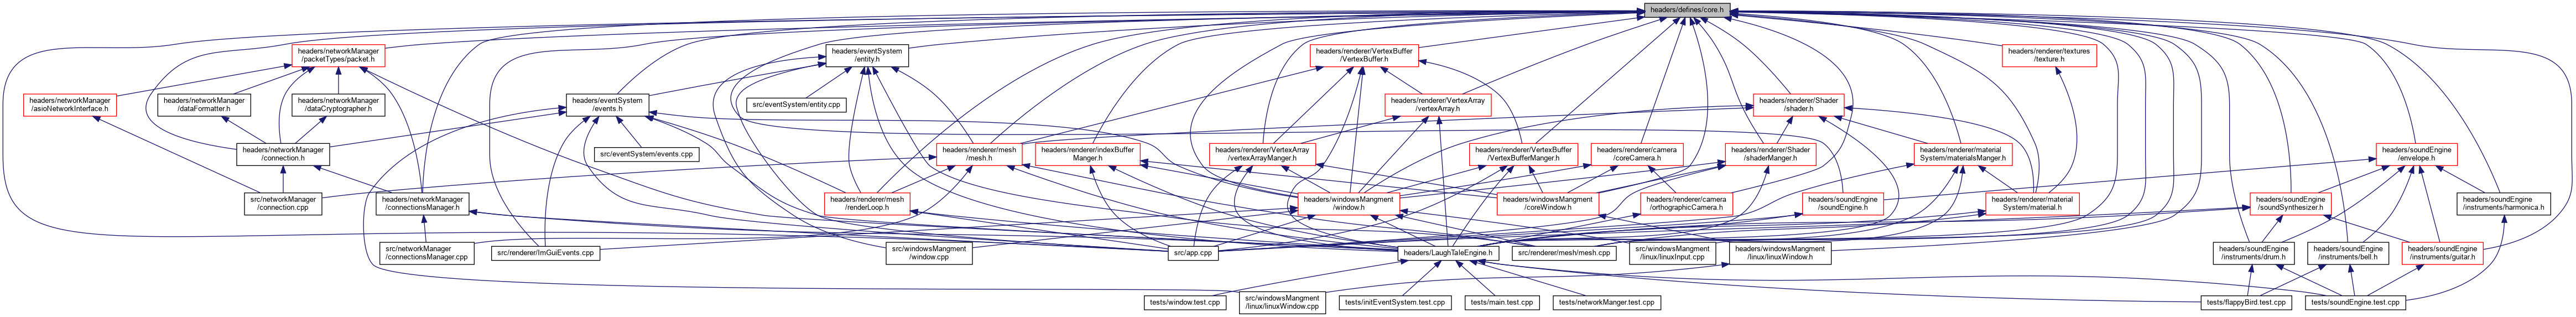 headers/defines/core.h
headers/networkManager
/packetTypes/packet.h
headers/eventSystem
/entity.h
headers/renderer/VertexBuffer
/VertexBuffer.h
headers/renderer/textures
/texture.h
headers/networkManager
/asioNetworkInterface.h
headers/networkManager
/dataFormatter.h
headers/networkManager
/dataCryptographer.h
headers/eventSystem
/events.h
src/eventSystem/entity.cpp
headers/renderer/VertexArray
/vertexArray.h
headers/renderer/Shader
/shader.h
headers/networkManager
/connection.h
src/eventSystem/events.cpp
headers/renderer/mesh
/mesh.h
headers/renderer/indexBuffer
Manger.h
headers/renderer/VertexArray
/vertexArrayManger.h
headers/renderer/VertexBuffer
/VertexBufferManger.h
headers/renderer/camera
/coreCamera.h
headers/renderer/Shader
/shaderManger.h
headers/renderer/material
System/materialsManger.h
headers/soundEngine
/envelope.h
src/networkManager
/connection.cpp
headers/networkManager
/connectionsManager.h
headers/renderer/mesh
/renderLoop.h
headers/windowsMangment
/window.h
headers/windowsMangment
/coreWindow.h
headers/renderer/camera
/orthographicCamera.h
headers/soundEngine
/soundEngine.h
headers/renderer/material
System/material.h
headers/soundEngine
/soundSynthesizer.h
headers/soundEngine
/instruments/harmonica.h
src/networkManager
/connectionsManager.cpp
src/renderer/ImGuiEvents.cpp
src/windowsMangment
/window.cpp
src/app.cpp
headers/LaughTaleEngine.h
src/renderer/mesh/mesh.cpp
src/windowsMangment
/linux/linuxInput.cpp
headers/windowsMangment
/linux/linuxWindow.h
headers/soundEngine
/instruments/drum.h
headers/soundEngine
/instruments/bell.h
headers/soundEngine
/instruments/guitar.h
tests/window.test.cpp
src/windowsMangment
/linux/linuxWindow.cpp
tests/initEventSystem.test.cpp
tests/main.test.cpp
tests/networkManger.test.cpp
tests/flappyBird.test.cpp
tests/soundEngine.test.cpp